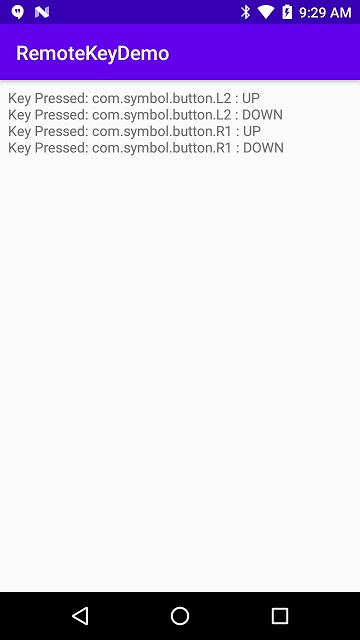 9:29 AM
RemoteKeyDemo
Key Pressed: com.symbol.button.L2 : UP
Key Pressed: com.symbol.button.L2 : DOWN
Key Pressed: com.symbol.button.R1 : UP
Key Pressed: com.symbol.button.R1 : DOWN